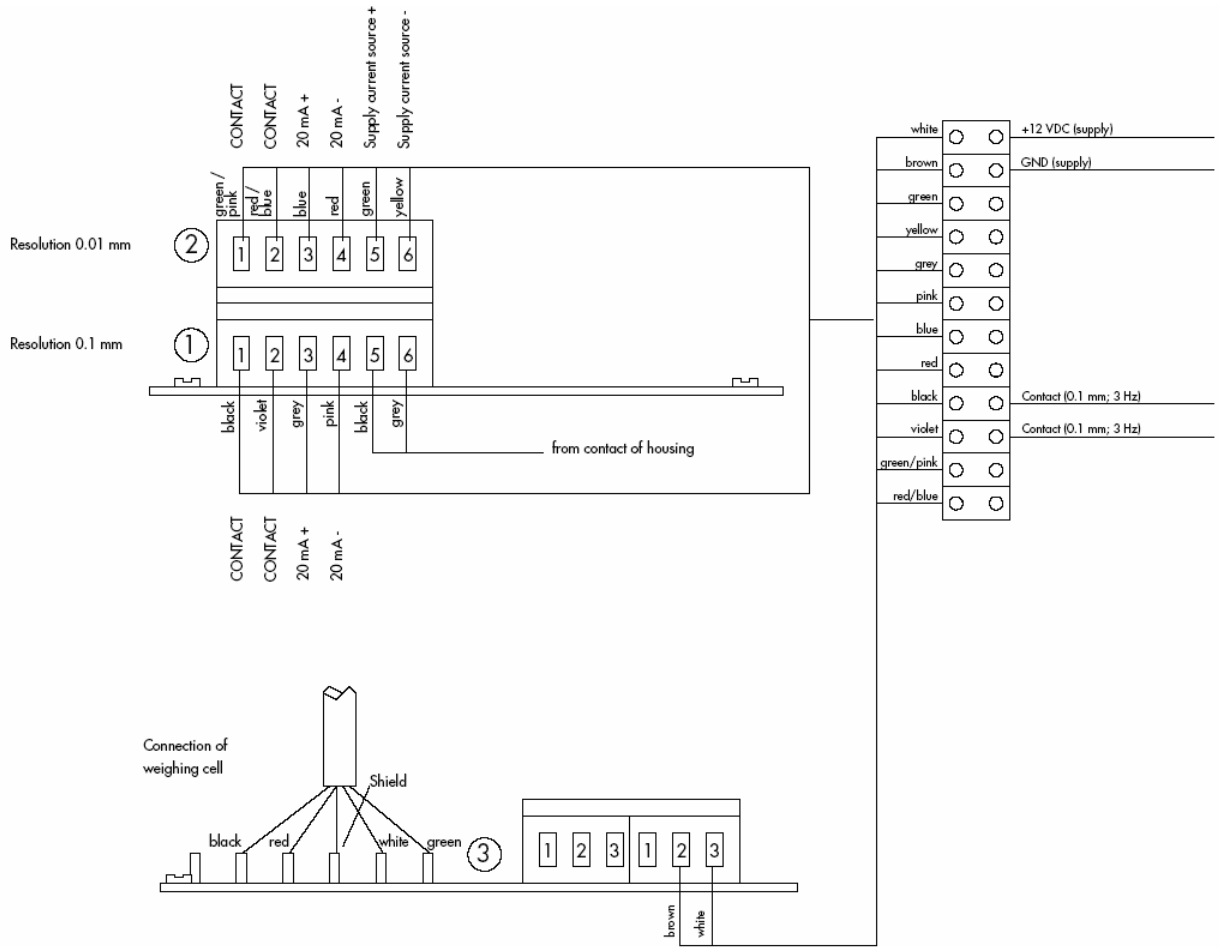 CONTACT
CONTACT
20 mA +
20 mA -
Supply current source +
Supply current source -
green/
pink
red/
blue
blue
red
green
yellow
Resolution 0.01 mm
2
1
2
3
4
5
6
Resolution 0.1 mm
1
1
2
3
4
5
6
black
violet
grey
pink
black
grey
from contact of housing
CONTACT
CONTACT
20 mA +
20 mA -
white
+12 VDC (supply)
brown
GND (supply)
green
yellow
grey
pink
blue
red
black
Contact (0.1 mm; 3 Hz)
violet
Contact (0.1 mm; 3 Hz)
green/pink
red/blue
Connection of
weighing cell
Shield
black
red
white
green
3
1
2
3
1
2
3
brown
white